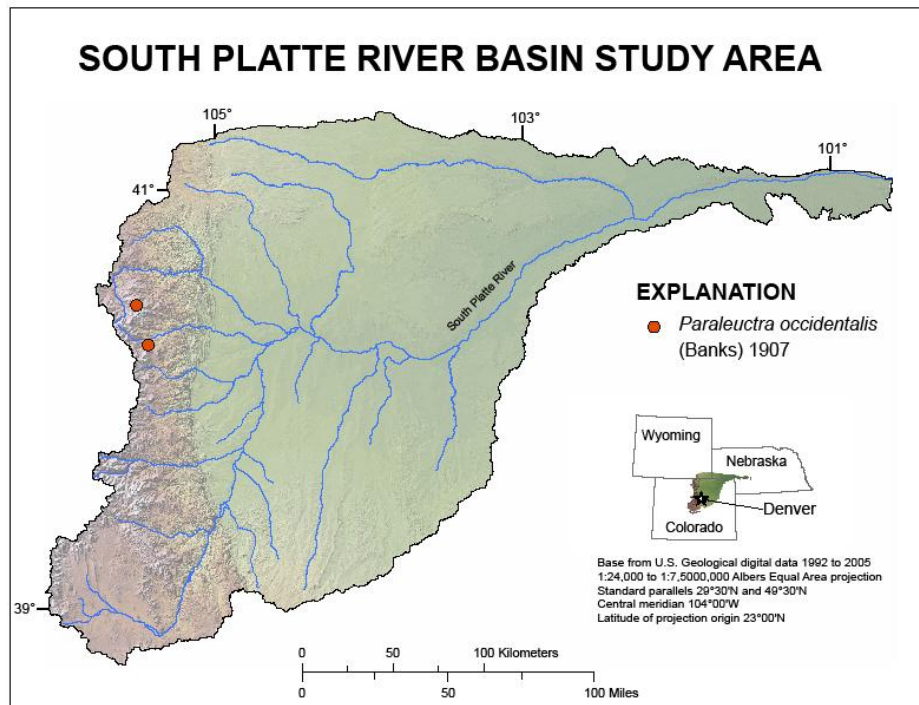 SOUTH PLATTE RIVER BASIN STUDY AREA
105°
103°
101°
41°
South Platte River
EXPLANATION
Paraleuctra occidentalis
(Banks) 1907
Wyoming
Nebraska
Denver
Colorado
Base from U.S. Geological digital data 1992 to 2005
1:24,000 to 1:7,5000,000 Albers Equal Area projection
Standard parallels 29°30'N and 49°30'N
Central meridian 104°00'W
Latitude of projection origin 23°00'N
39°
0 50 100 Kilometers
0 50 100 Miles